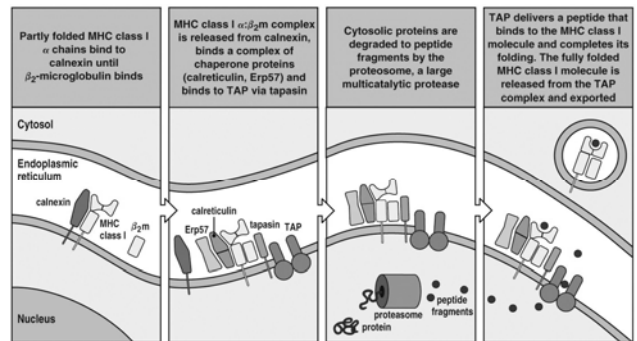 Partly folded MHC class I
α chains bind to
calnexin until
β2-microglobulin binds
MHC class I α:β2m complex
is released from calnexin,
binds a complex of
chaperone proteins
(calreticulin, Erp57) and
binds to TAP via tapasin
Cytosolic proteins are
degraded to peptide
fragments by the
proteosome, a large
multicatalytic protease
TAP delivers a peptide that
binds to the MHC class I
molecule and completes its
folding. The fully folded
MHC class I molecule is
released from the TAP
complex and exported
Cytosol
Endoplasmic
reticulum
calnexin
MHC
class I
β2m
Nucleus
calreticulin
Erp57
tapasin
TAP
proteasome
protein
peptide
fragments